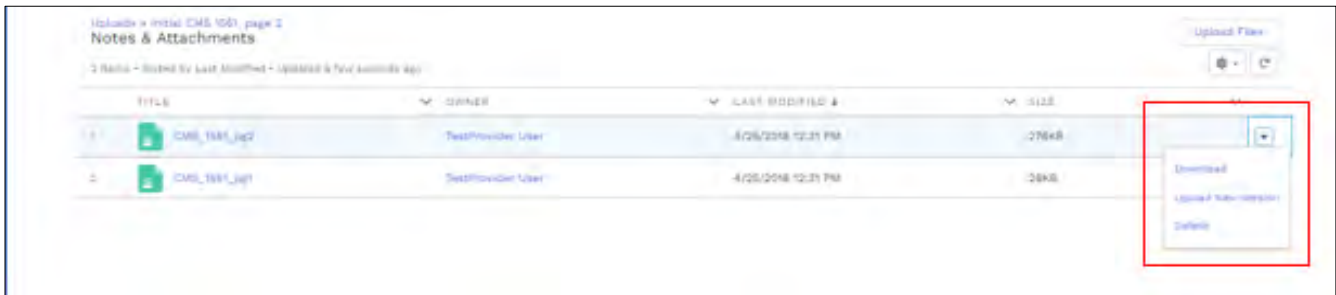 Uploads > Initial CMS 1561, page 2
Notes & Attachments
Upload Files
2 items • Sorted by Last Modified • Updated a few seconds ago
TITLE OWNER LAST MODIFIED SIZE
1 CMS_1561_pg2 TestProvider User 4/25/2018 12:31 PM 276KB
2 CMS_1561_pg1 TestProvider User 4/25/2018 12:31 PM 26KB
Download
Upload New Version
Delete